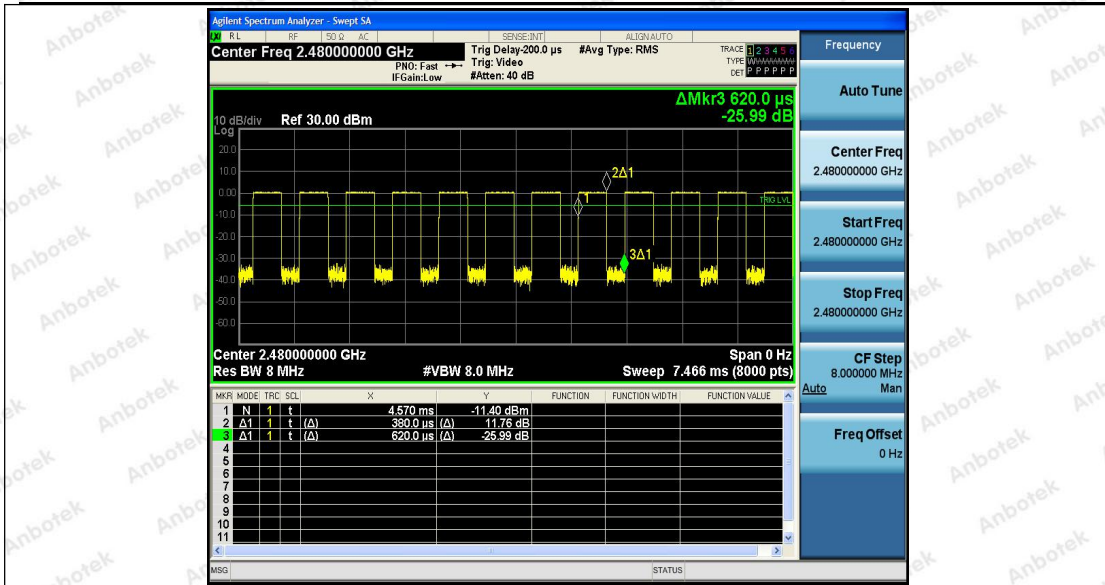 Agilent Spectrum Analyzer - Swept SA
RL RF 50 Ω AC SENSE:INT ALIGN AUTO
Center Freq 2.480000000 GHz
PNO: Fast
IFGain:Low
Trig Delay-200.0 µs
Trig: Video
#Atten: 40 dB
#Avg Type: RMS
TRACE 1 2 3 4 5 6
TYPE
DET P P P P P P
ΔMkr3 620.0 µs
-25.99 dB
10 dB/div Ref 30.00 dBm
Log
20.0
10.0
0.00
-10.0
-20.0
-30.0
-40.0
-50.0
-60.0
2Δ1
1
TRIG LVL
3Δ1
Center 2.480000000 GHz Span 0 Hz
Res BW 8 MHz #VBW 8.0 MHz Sweep 7.466 ms (8000 pts)
MKR MODE TRC SCL X Y FUNCTION FUNCTION WIDTH FUNCTION VALUE
1 N 1 t 4.570 ms -11.40 dBm
2 Δ1 1 t (Δ) 380.0 µs (Δ) 11.76 dB
3 Δ1 1 t (Δ) 620.0 µs (Δ) -25.99 dB
4
5
6
7
8
9
10
11
MSG STATUS
Frequency
Auto Tune
Center Freq
2.480000000 GHz
Start Freq
2.480000000 GHz
Stop Freq
2.480000000 GHz
CF Step
8.000000 MHz
Auto Man
Freq Offset
0 Hz
Anbotek